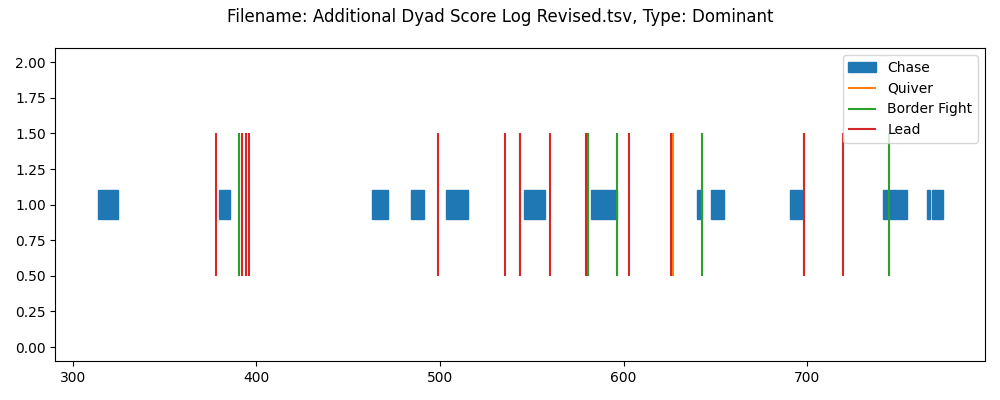 Filename: Additional Dyad Score Log Revised.tsv, Type: Dominant
2.00
1.75
1.50
1.25
1.00
0.75
0.50
0.25
0.00
300 400 500 600 700
Chase
Quiver
Border Fight
Lead